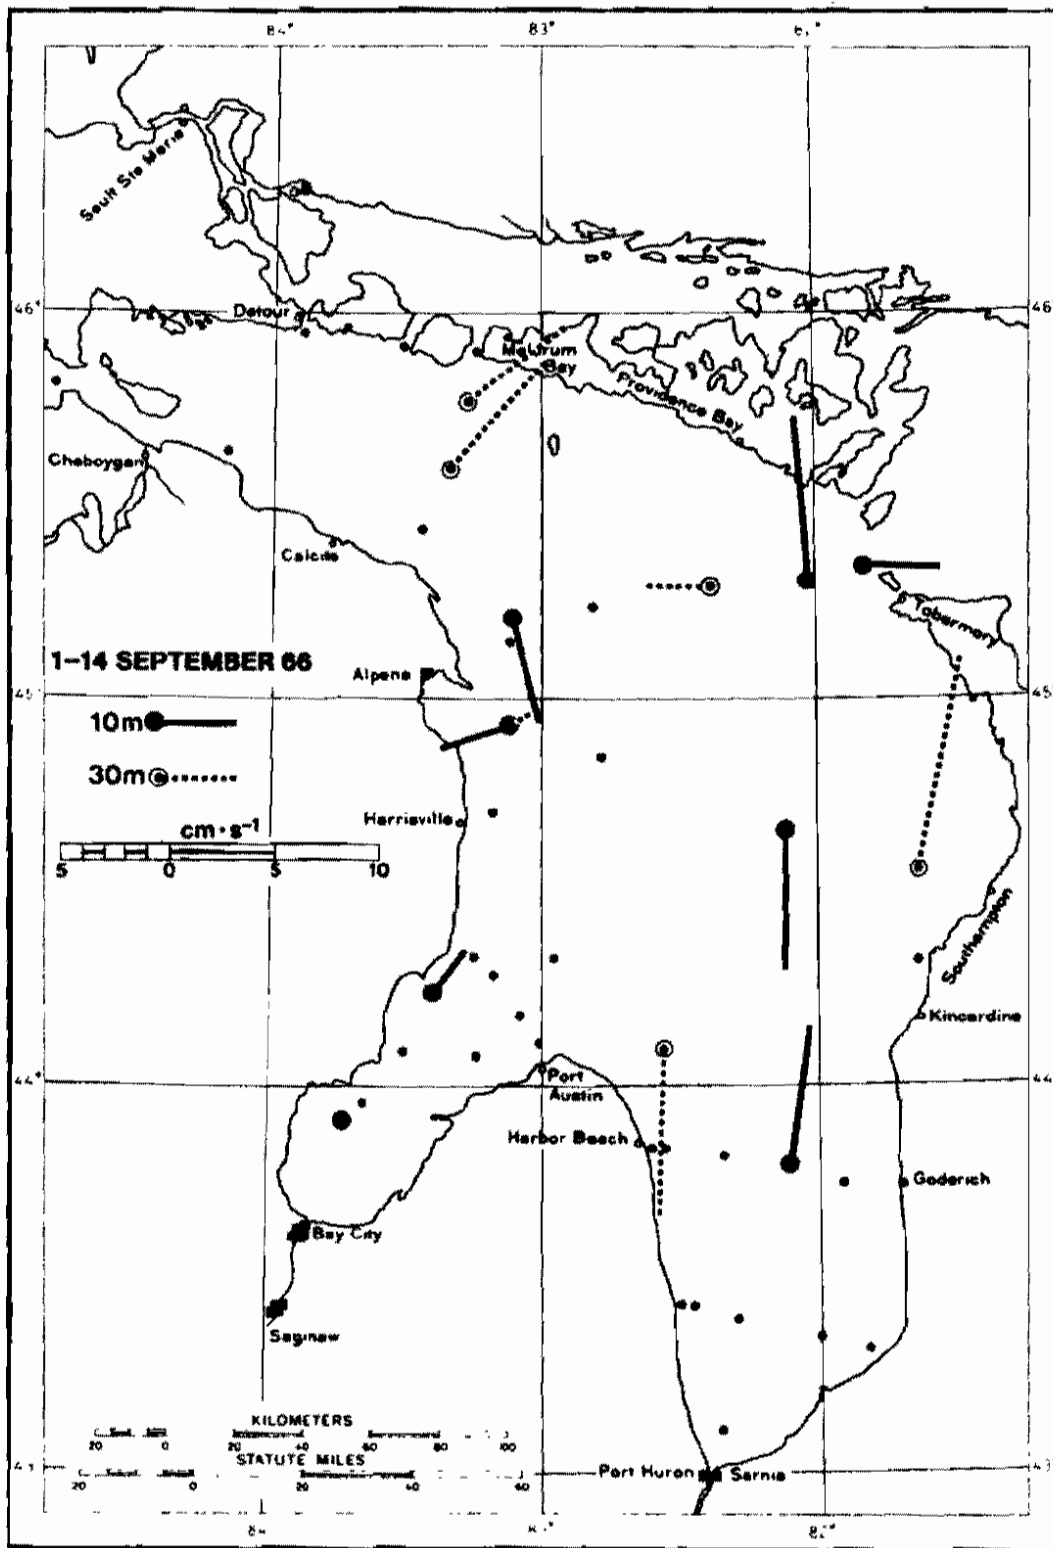 84° 83°
Sault Ste Marie
46° 46°
Detour
Meldrum
Bay
Providence Bay
Cheboygan
Calcite
Tobermory
1–14 SEPTEMBER 66
Alpena
45
10m
30m
Harrisville
cm·s⁻¹
5 0 5 10
Southampton
Kincardine
44° 44
Port
Austin
Harbor Beach
Goderich
Bay City
Saginaw
KILOMETERS
20 0 20 40 60 80 100
STATUTE MILES
20 0 20 40 60
Port Huron Sarnia
82°